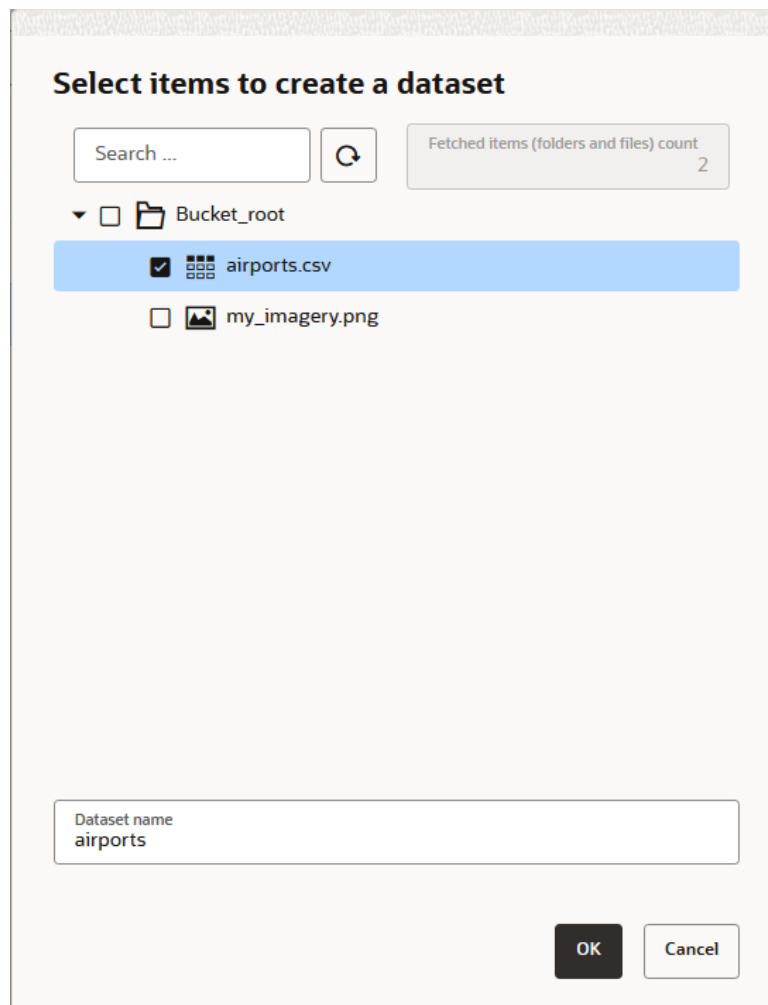 Select items to create a dataset
Search ...
Fetched items (folders and files) count
2
Bucket_root
airports.csv
my_imagery.png
Dataset name
airports
OK
Cancel